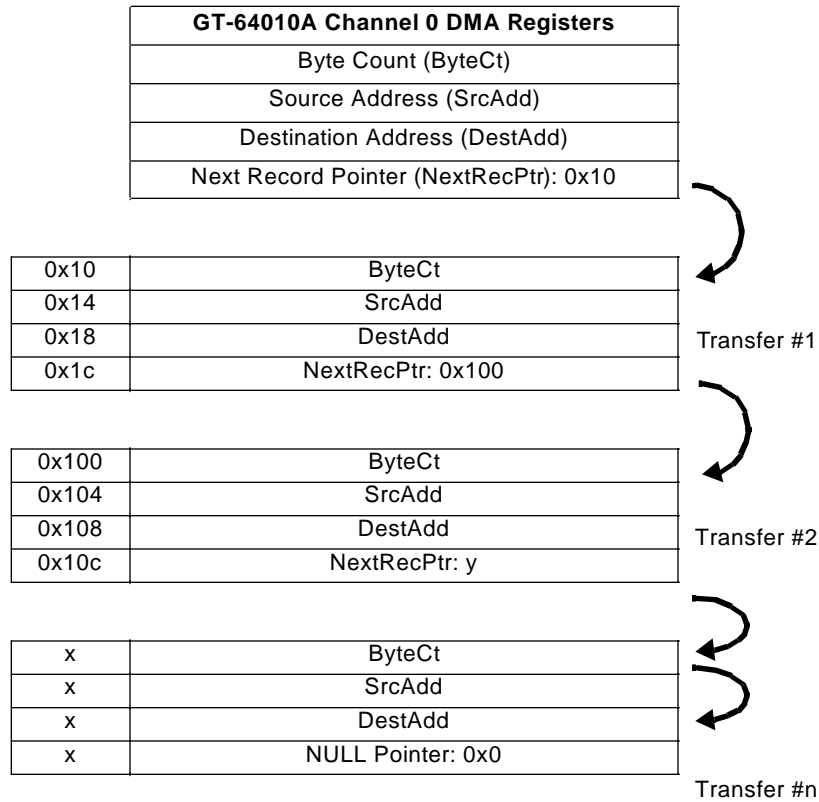 GT-64010A Channel 0 DMA Registers
Byte Count (ByteCt)
Source Address (SrcAdd)
Destination Address (DestAdd)
Next Record Pointer (NextRecPtr): 0x10
0x10 ByteCt
0x14 SrcAdd
0x18 DestAdd
Transfer #1
0x1c NextRecPtr: 0x100
0x100 ByteCt
0x104 SrcAdd
0x108 DestAdd
Transfer #2
0x10c NextRecPtr: y
x ByteCt
x SrcAdd
x DestAdd
x NULL Pointer: 0x0
Transfer #n